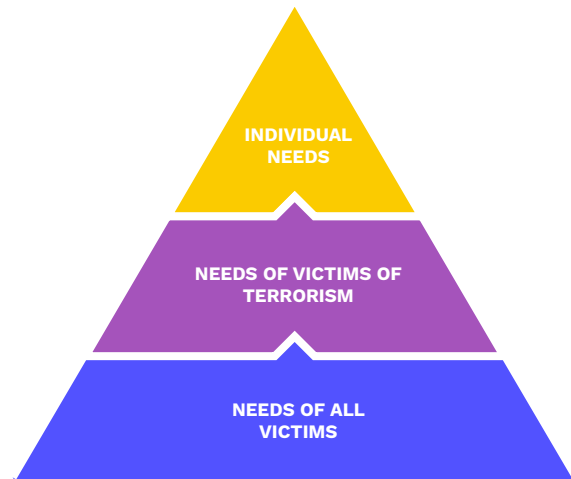 INDIVIDUAL
NEEDS
NEEDS OF VICTIMS OF
TERRORISM
NEEDS OF ALL
VICTIMS